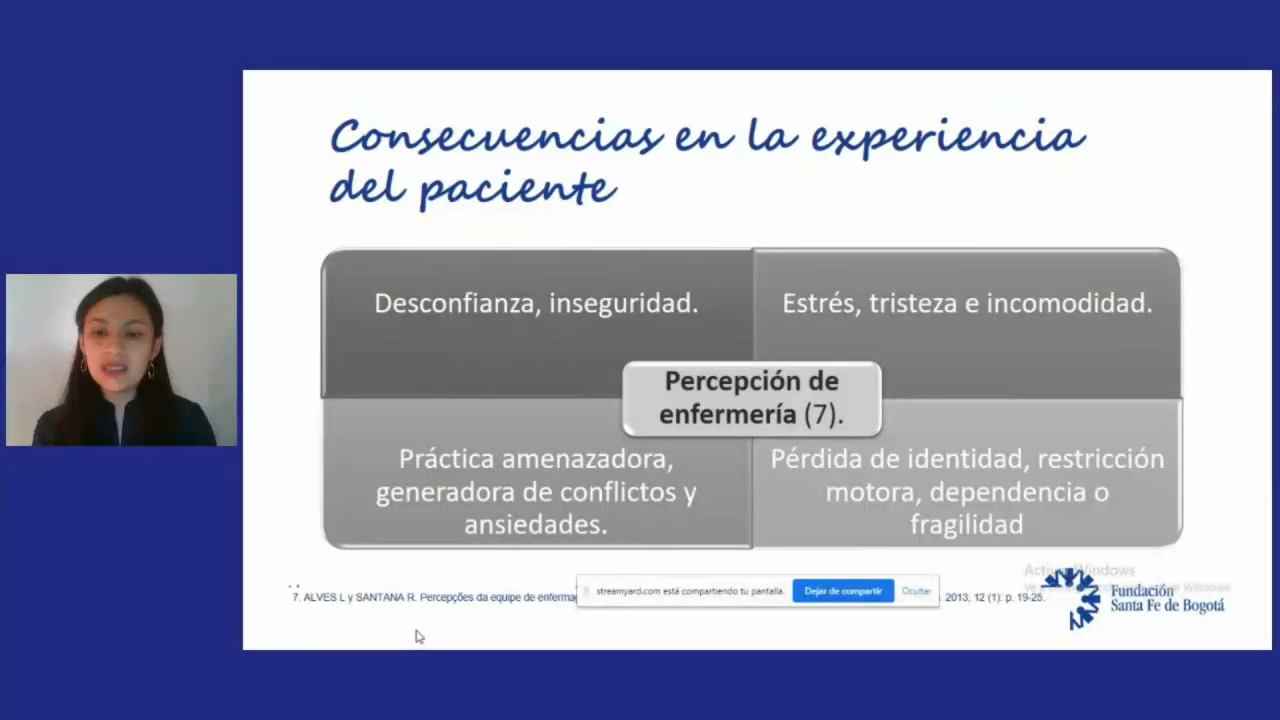 Consecuencias en la experiencia
del paciente
Desconfianza, inseguridad.
Estrés, tristeza e incomodidad.
Percepción de
enfermería (7).
Práctica amenazadora,
generadora de conflictos y
ansiedades.
Pérdida de identidad, restricción
motora, dependencia o
fragilidad
7. ALVES L y SANTANA R. Percepções da equipe de enferma
2013; 12 (1): p. 19-25.
streamyard.com está compartiendo tu pantalla.
Dejar de compartir
Ocultar
Windows
Windows
Fundación
Santa Fe de Bogotá